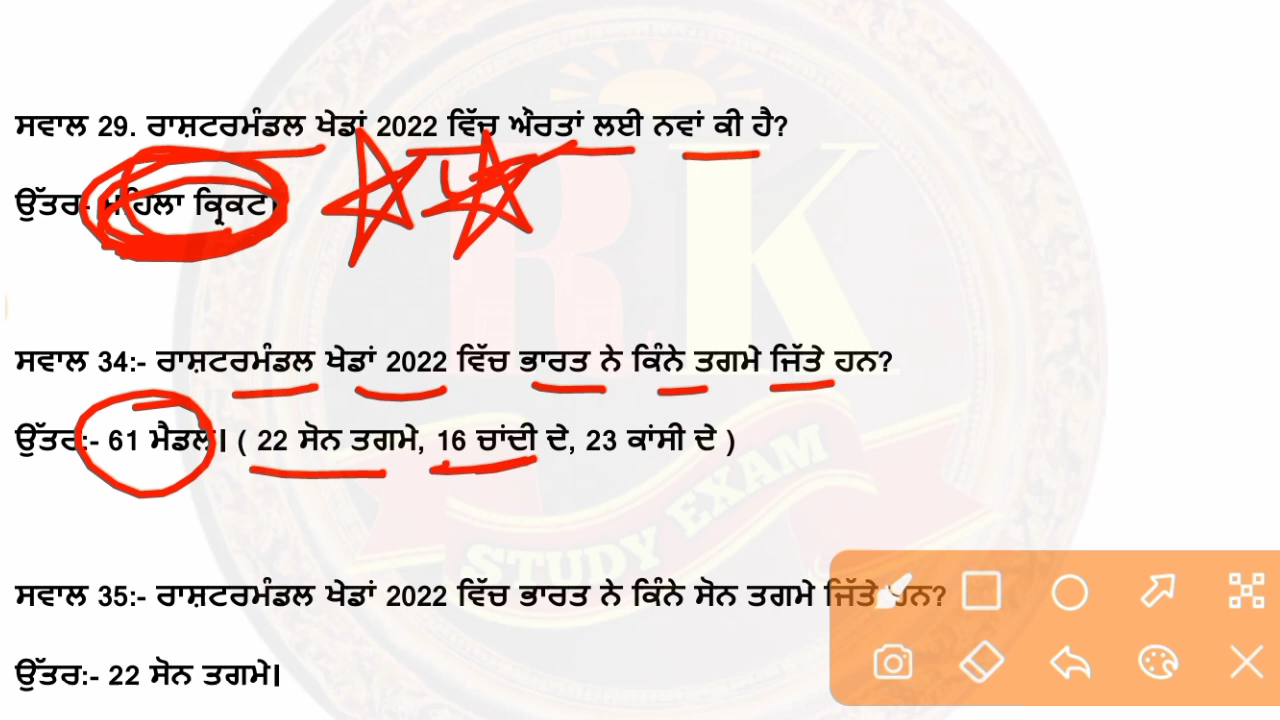 ਸਵਾਲ 29. ਰਾਸ਼ਟਰਮੰਡਲ ਖੇਡਾਂ 2022 ਵਿੱਚ ਔਰਤਾਂ ਲਈ ਨਵਾਂ ਕੀ ਹੈ?
ਉੱਤਰ- ਮਹਿਲਾ ਕ੍ਰਿਕਟ।
ਸਵਾਲ 34:- ਰਾਸ਼ਟਰਮੰਡਲ ਖੇਡਾਂ 2022 ਵਿੱਚ ਭਾਰਤ ਨੇ ਕਿੰਨੇ ਤਗਮੇ ਜਿੱਤੇ ਹਨ?
ਉੱਤਰ:- 61 ਮੈਡਲ। ( 22 ਸੋਨ ਤਗਮੇ, 16 ਚਾਂਦੀ ਦੇ, 23 ਕਾਂਸੀ ਦੇ )
ਸਵਾਲ 35:- ਰਾਸ਼ਟਰਮੰਡਲ ਖੇਡਾਂ 2022 ਵਿੱਚ ਭਾਰਤ ਨੇ ਕਿੰਨੇ ਸੋਨ ਤਗਮੇ ਜਿੱਤੇ ਹਨ?
ਉੱਤਰ:- 22 ਸੋਨ ਤਗਮੇ।
RK
STUDY EXAM